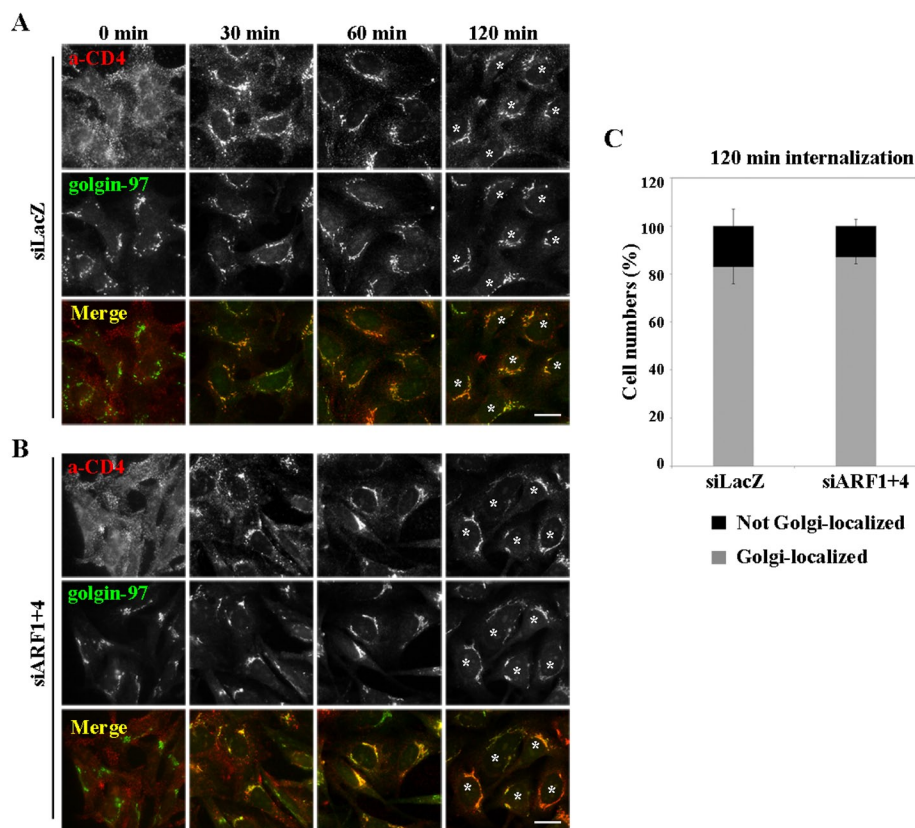 A
0 min 30 min 60 min 120 min
siLacZ
a-CD4
* * * * * *
golgin-97
* * * * * *
Merge
* * * * * *
B
siARF1+4
a-CD4
* * * * *
golgin-97
* * * * *
Merge
* * * * *
C
120 min internalization
Cell numbers (%)
120
100
80
60
40
20
0
siLacZ siARF1+4
Not Golgi-localized
Golgi-localized